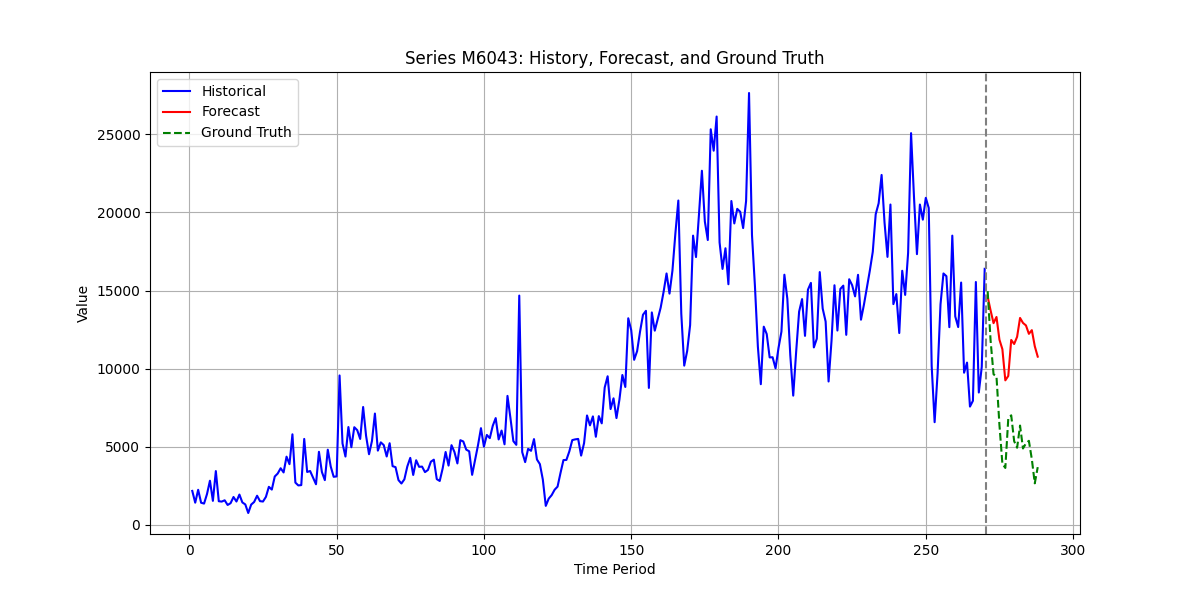 Series M6043: History, Forecast, and Ground Truth
Historical
Forecast
Ground Truth
25000
20000
15000
10000
5000
0
Value
0 50 100 150 200 250 300
Time Period